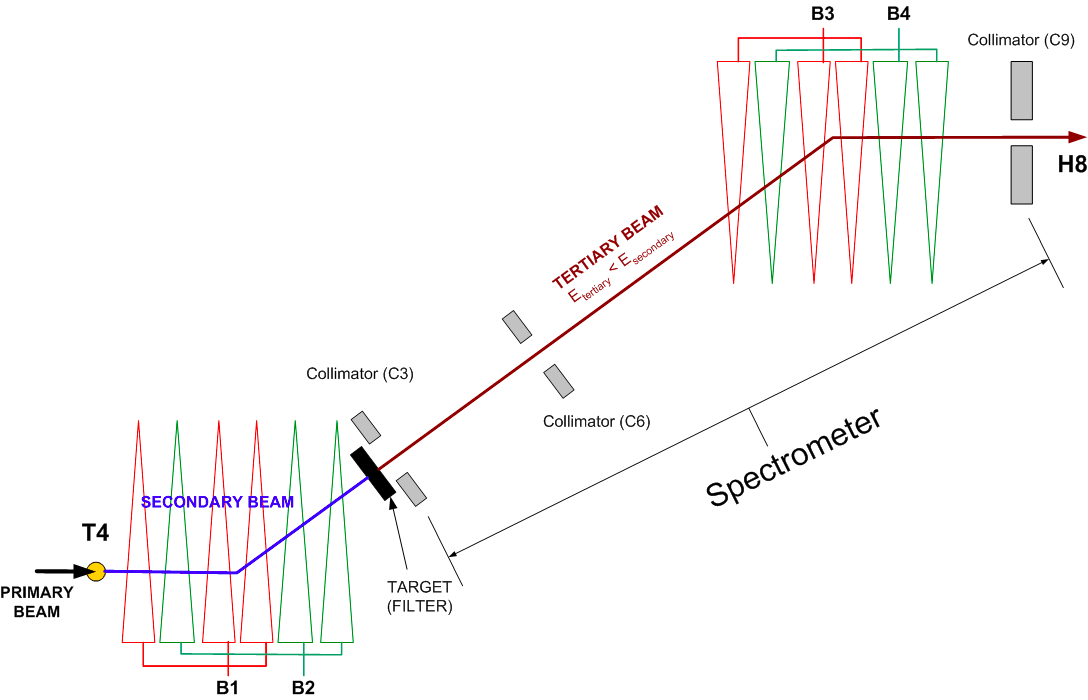 B3
B4
Collimator (C9)
H8
TERTIARY BEAM
Etertiary < Esecondary
Collimator (C3)
Collimator (C6)
Spectrometer
SECONDARY BEAM
T4
PRIMARY
BEAM
TARGET
(FILTER)
B1
B2